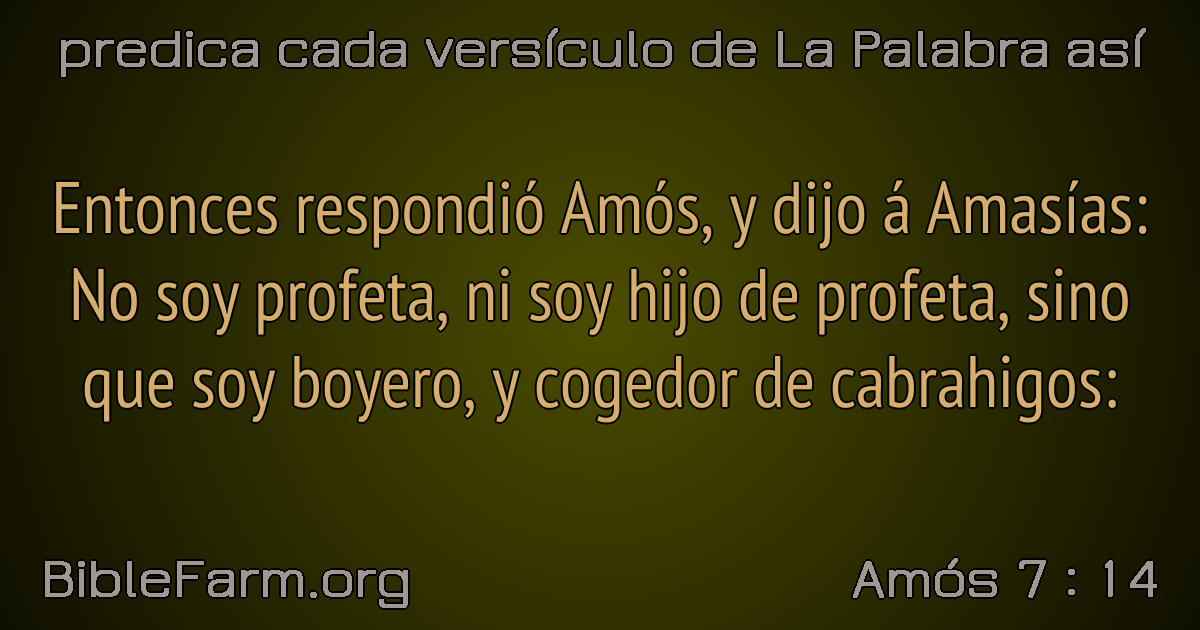 predica cada versículo de La Palabra así
Entonces respondió Amós, y dijo á Amasías:
No soy profeta, ni soy hijo de profeta, sino
que soy boyero, y cogedor de cabrahigos:
BibleFarm.org
Amós 7 : 14